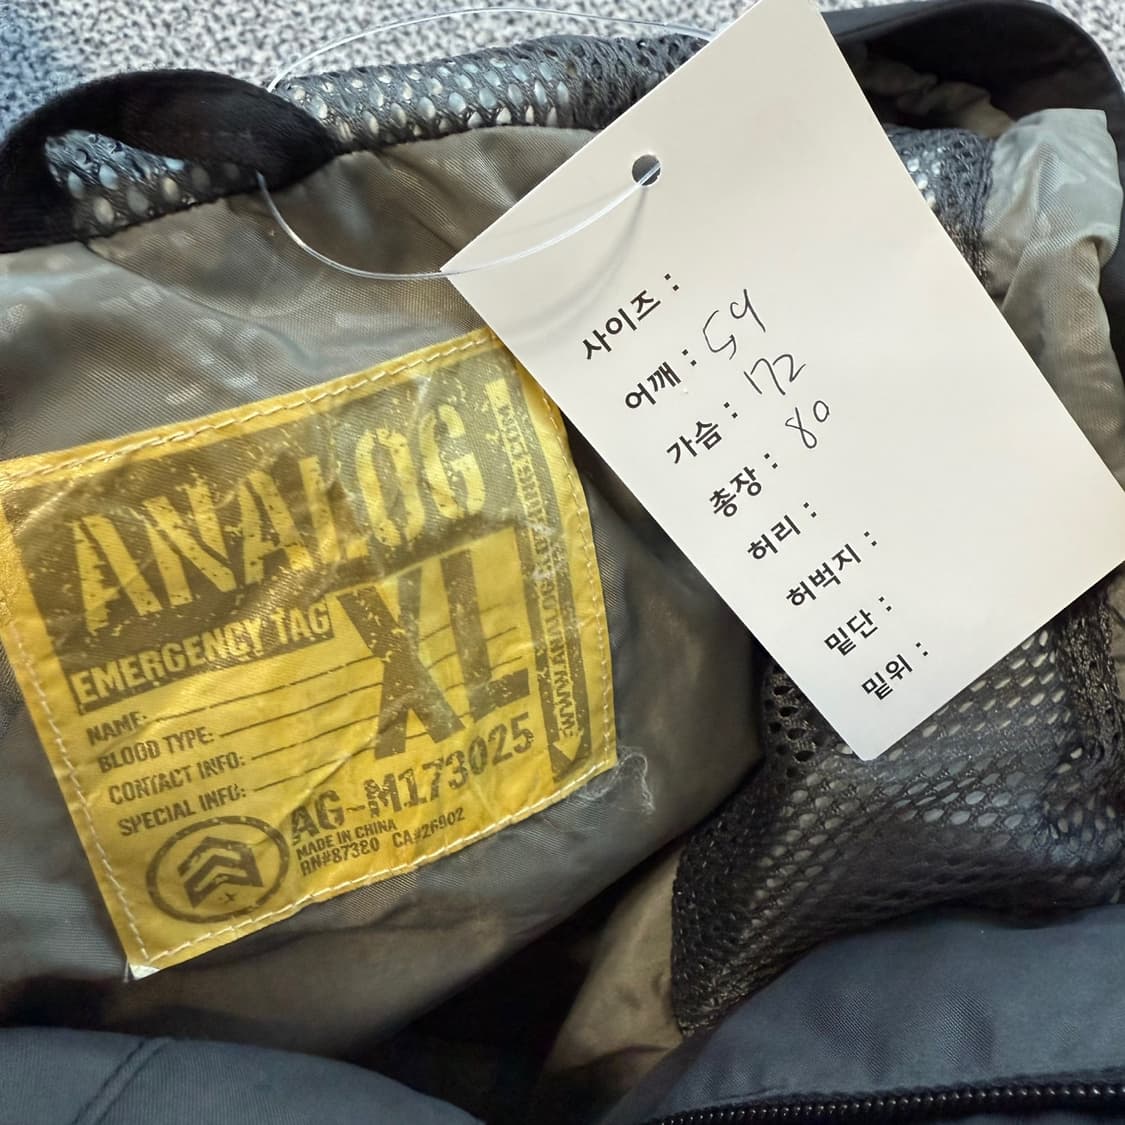 사이즈 :
어깨 : 59
가슴 : 172
총장 : 80
허리 :
허벅지 :
밑단 :
밑위 :
ANALOG
XL
EMERGENCY TAG
NAME:
BLOOD TYPE:
CONTACT INFO:
SPECIAL INFO:
AG-M173025
MADE IN CHINA
RN#87380 CA#26902